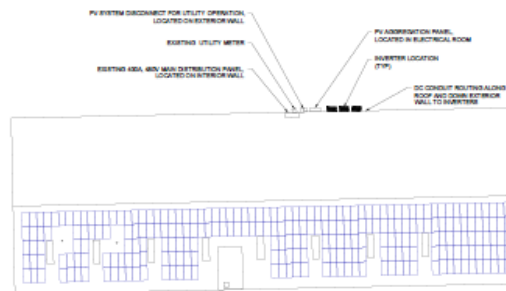 PV SYSTEM DISCONNECT FOR UTILITY OPERATION,
LOCATED ON EXTERIOR WALL
EXISTING UTILITY METER
EXISTING 400A, 480V MAIN DISTRIBUTION PANEL,
LOCATED ON INTERIOR WALL
PV AGGREGATION PANEL,
LOCATED IN ELECTRICAL ROOM
INVERTER LOCATION
(TYP)
DC CONDUIT ROUTING ALONG
ROOF AND DOWN EXTERIOR
WALL TO INVERTERS